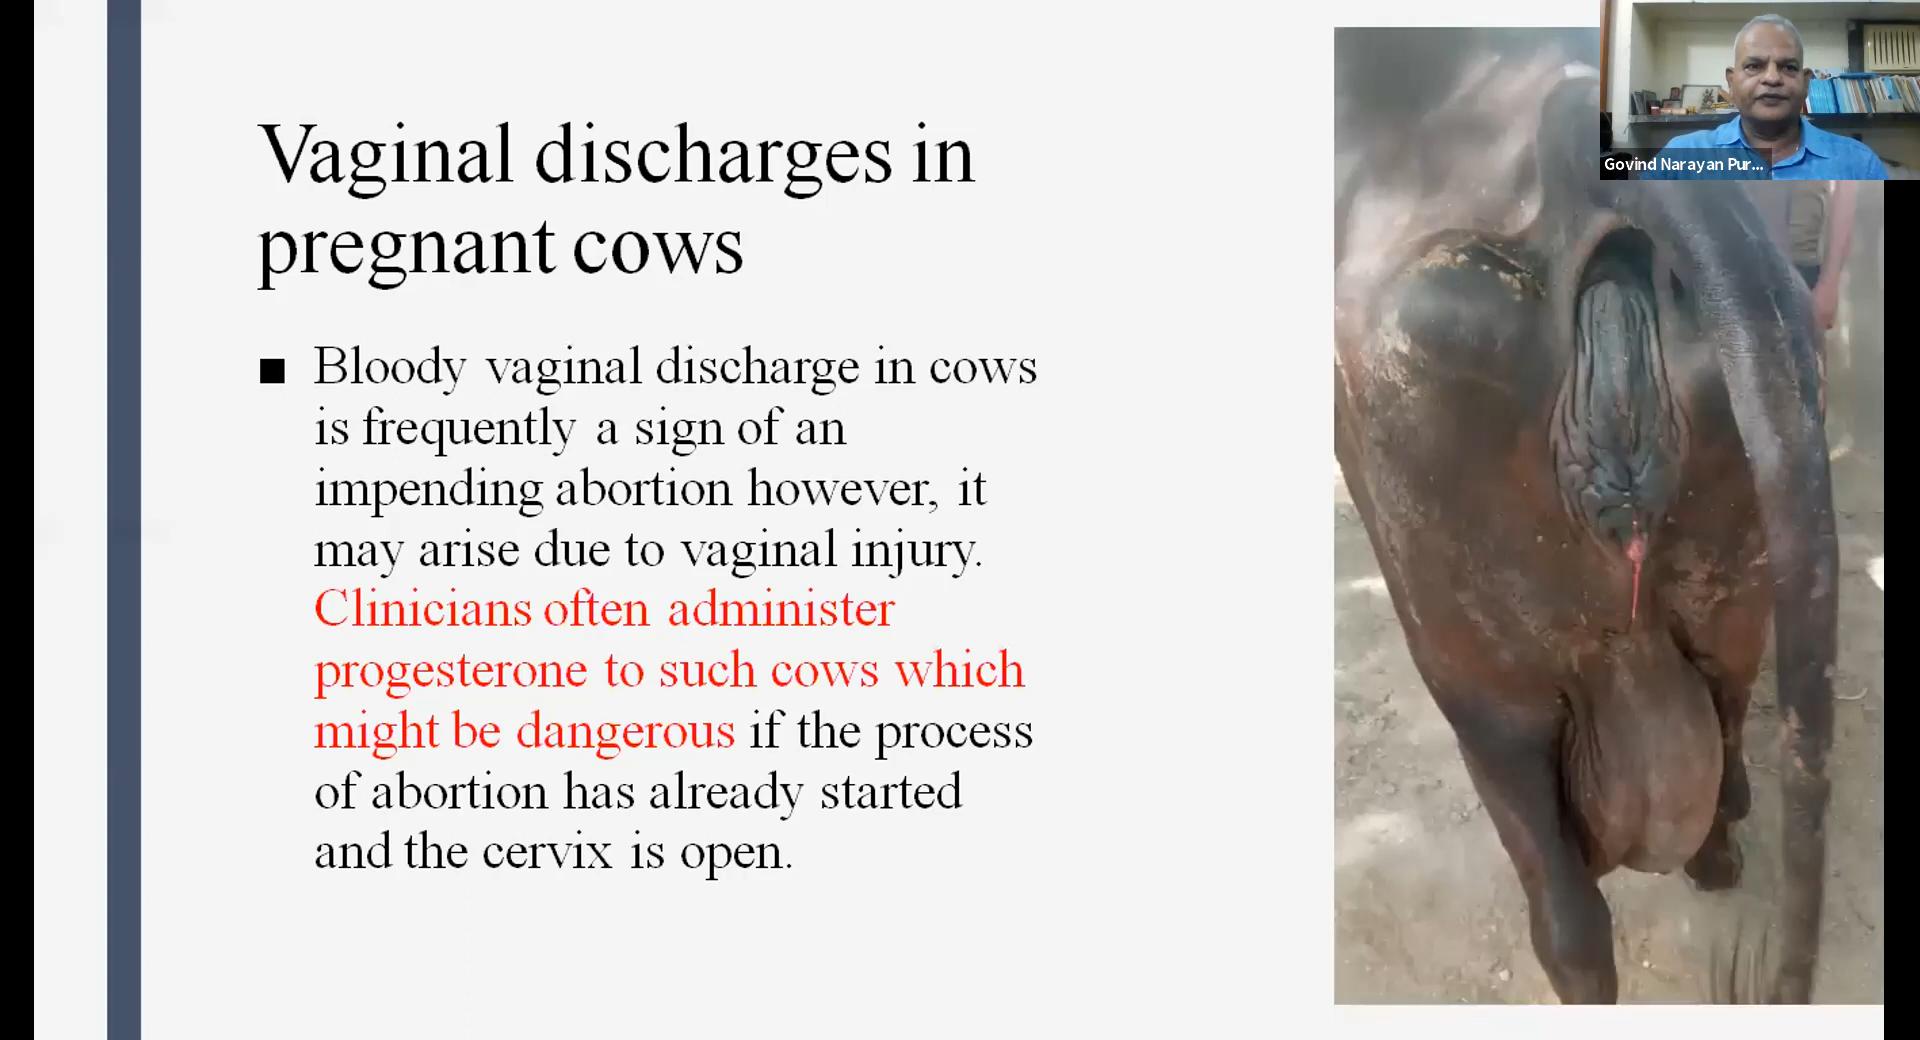 Vaginal discharges in
pregnant cows
■ Bloody vaginal discharge in cows
is frequently a sign of an
impending abortion however, it
may arise due to vaginal injury.
Clinicians often administer
progesterone to such cows which
might be dangerous if the process
of abortion has already started
and the cervix is open.
Govind Narayan Pur...